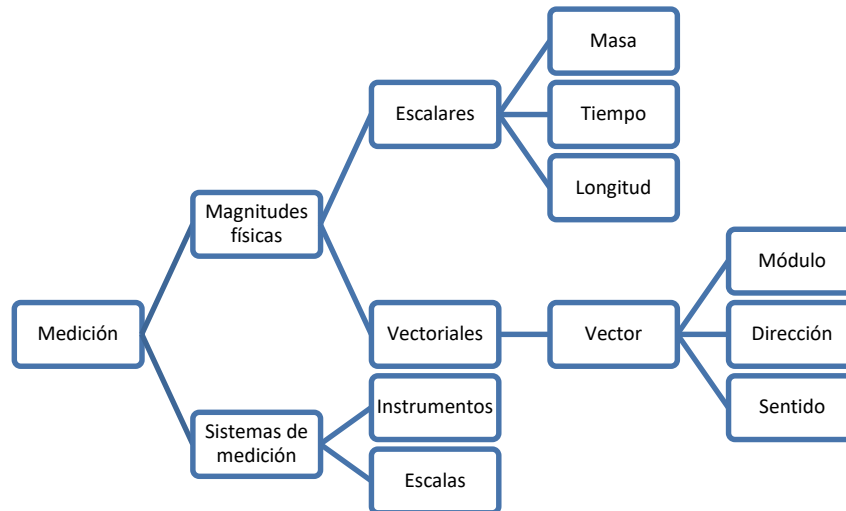 Masa
Escalares
Tiempo
Longitud
Magnitudes
físicas
Módulo
Medición
Vectoriales
Vector
Dirección
Instrumentos
Sentido
Sistemas de
medición
Escalas